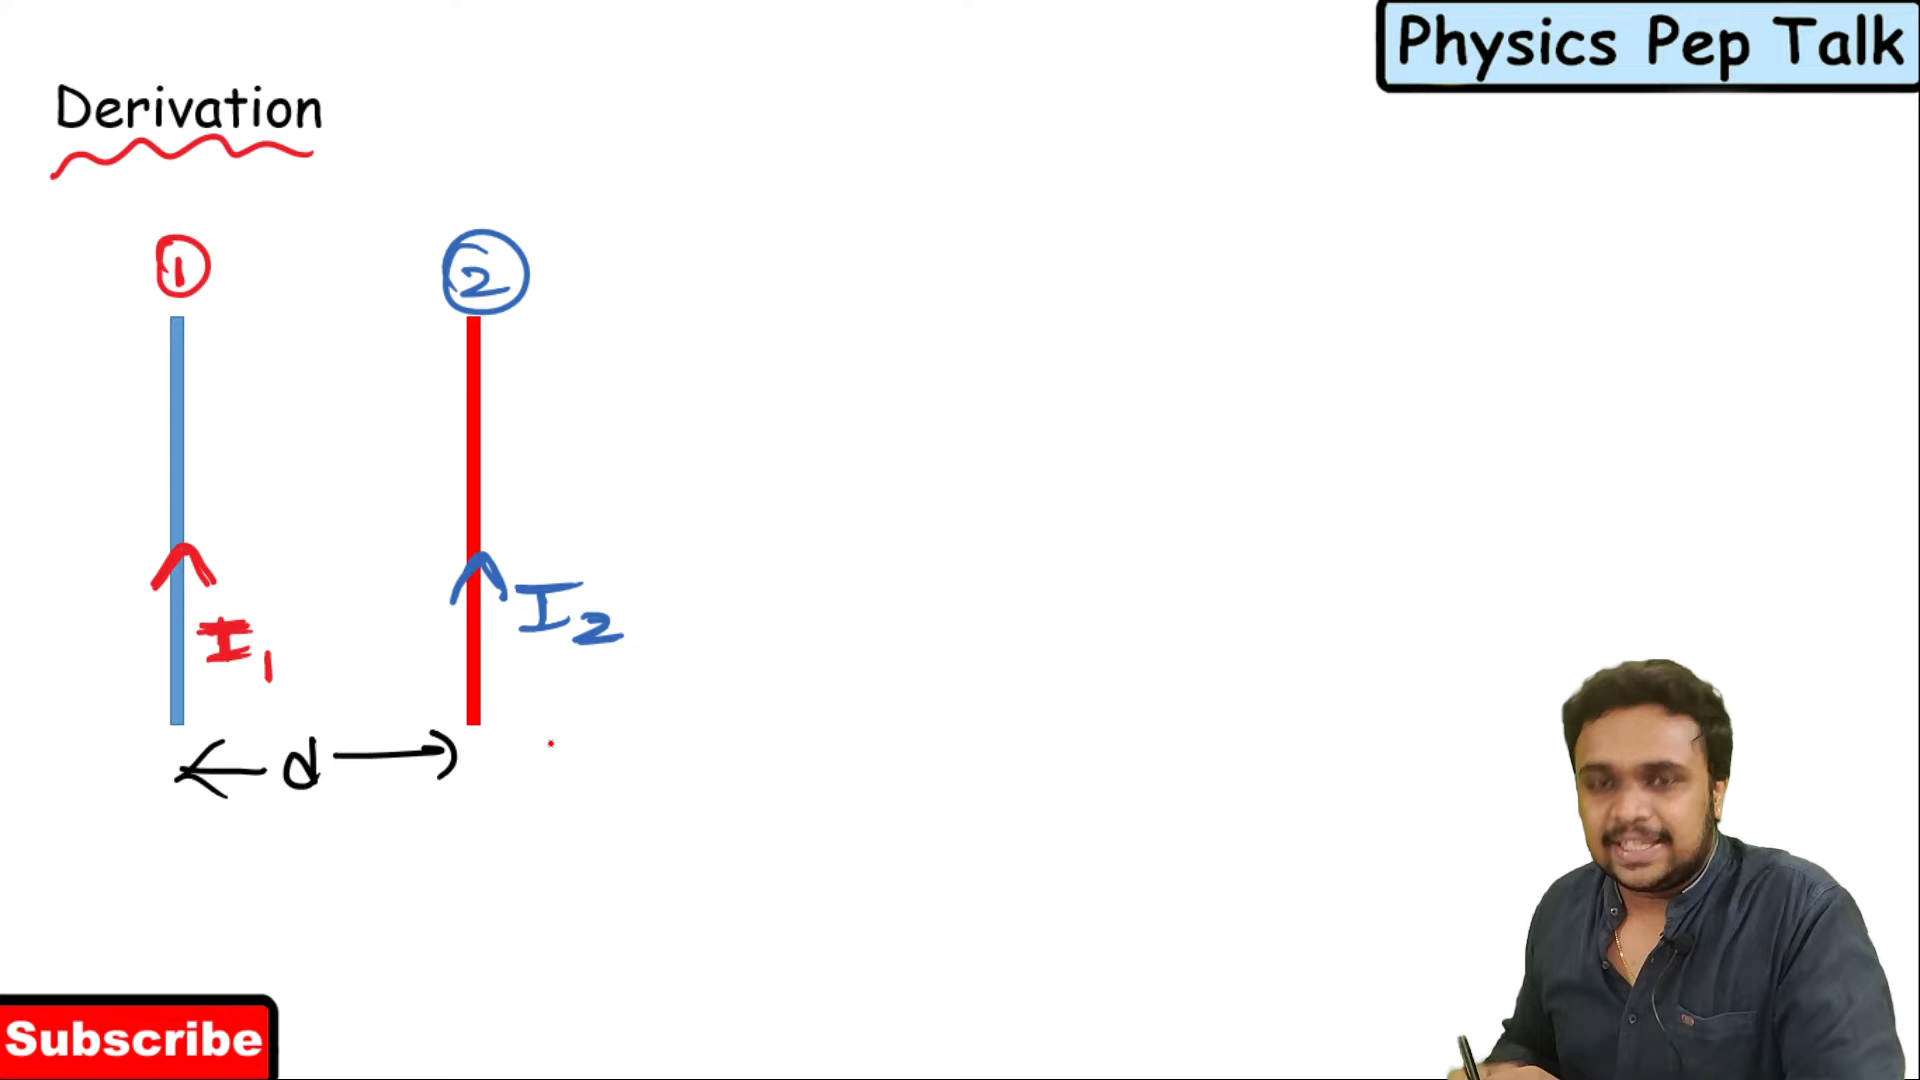 Physics Pep Talk
Derivation
1
2
I₁
I₂
d
Subscribe